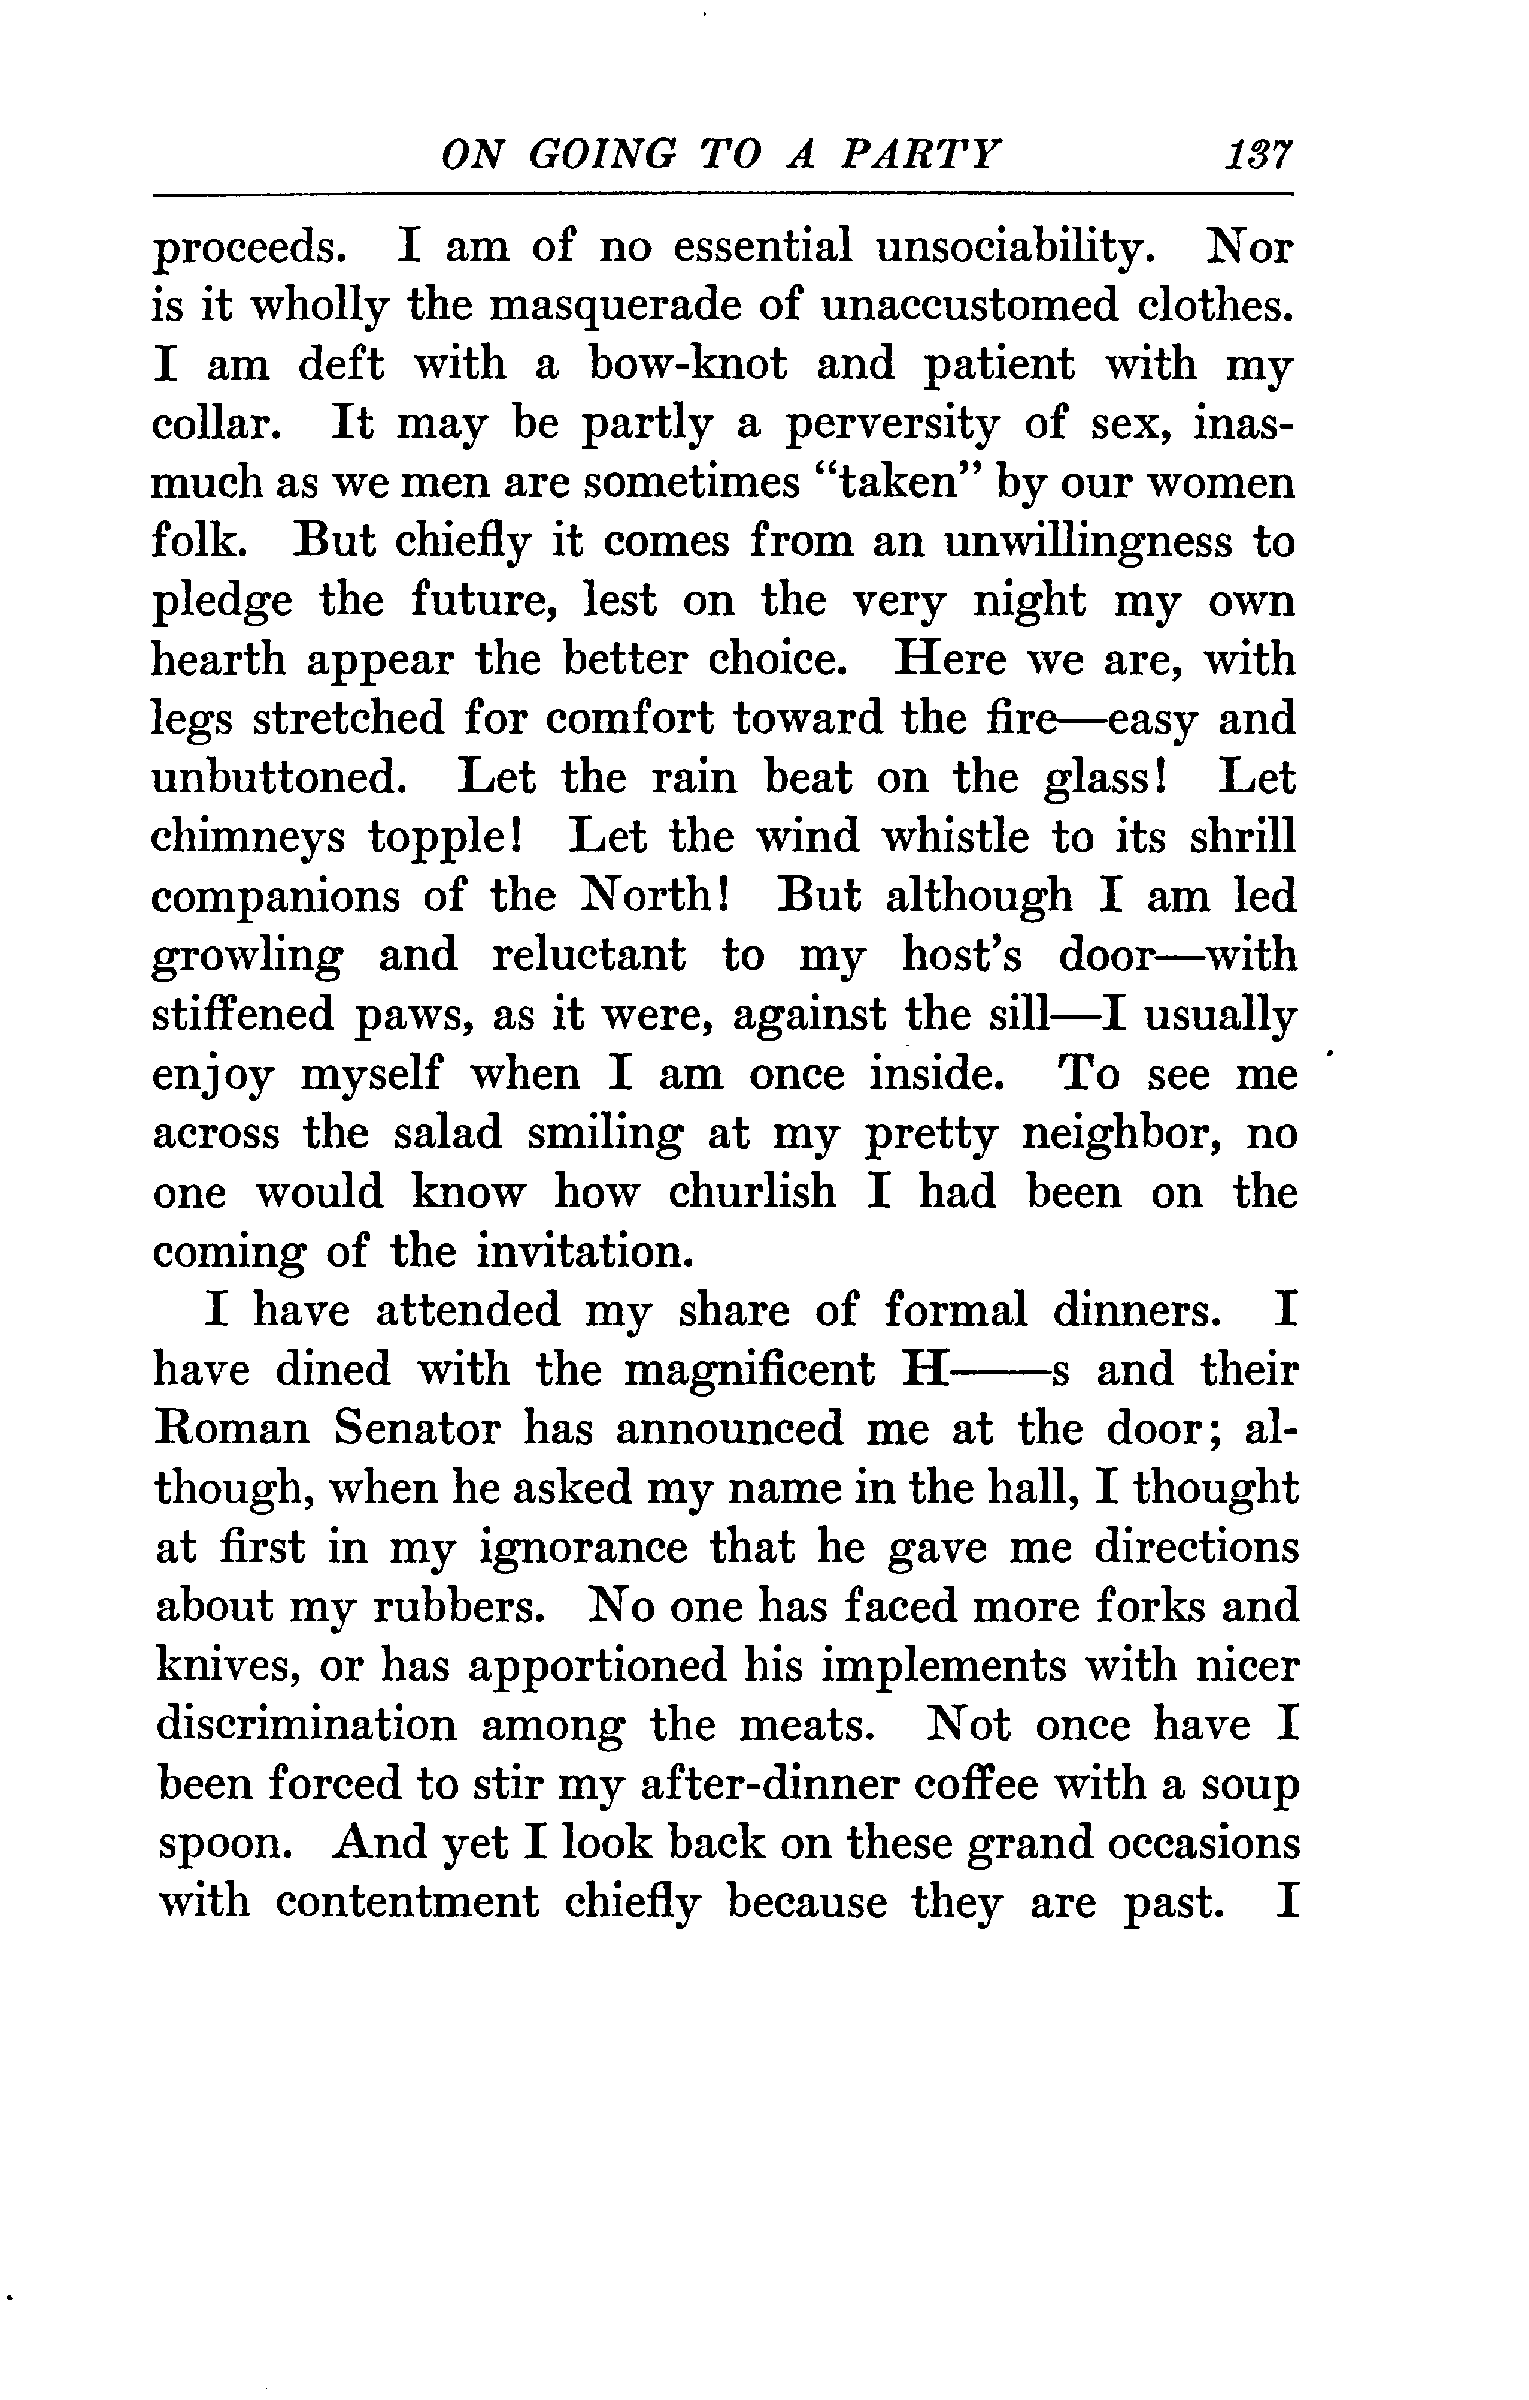 ON GOING TO A PARTY 137
proceeds. I am of no essential unsociability. Nor
is it wholly the masquerade of unaccustomed clothes.
I am deft with a bow-knot and patient with my
collar. It may be partly a perversity of sex, inas-
much as we men are sometimes “taken” by our women
folk. But chiefly it comes from an unwillingness to
pledge the future, lest on the very night my own
hearth appear the better choice. Here we are, with
legs stretched for comfort toward the fire—easy and
unbuttoned. Let the rain beat on the glass! Let
chimneys topple! Let the wind whistle to its shrill
companions of the North! But although I am led
growling and reluctant to my host’s door—with
stiffened paws, as it were, against the sill—I usually
enjoy myself when I am once inside. To see me
across the salad smiling at my pretty neighbor, no
one would know how churlish I had been on the
coming of the invitation.
I have attended my share of formal dinners. I
have dined with the magnificent H——s and their
Roman Senator has announced me at the door; al-
though, when he asked my name in the hall, I thought
at first in my ignorance that he gave me directions
about my rubbers. No one has faced more forks and
knives, or has apportioned his implements with nicer
discrimination among the meats. Not once have I
been forced to stir my after-dinner coffee with a soup
spoon. And yet I look back on these grand occasions
with contentment chiefly because they are past. I